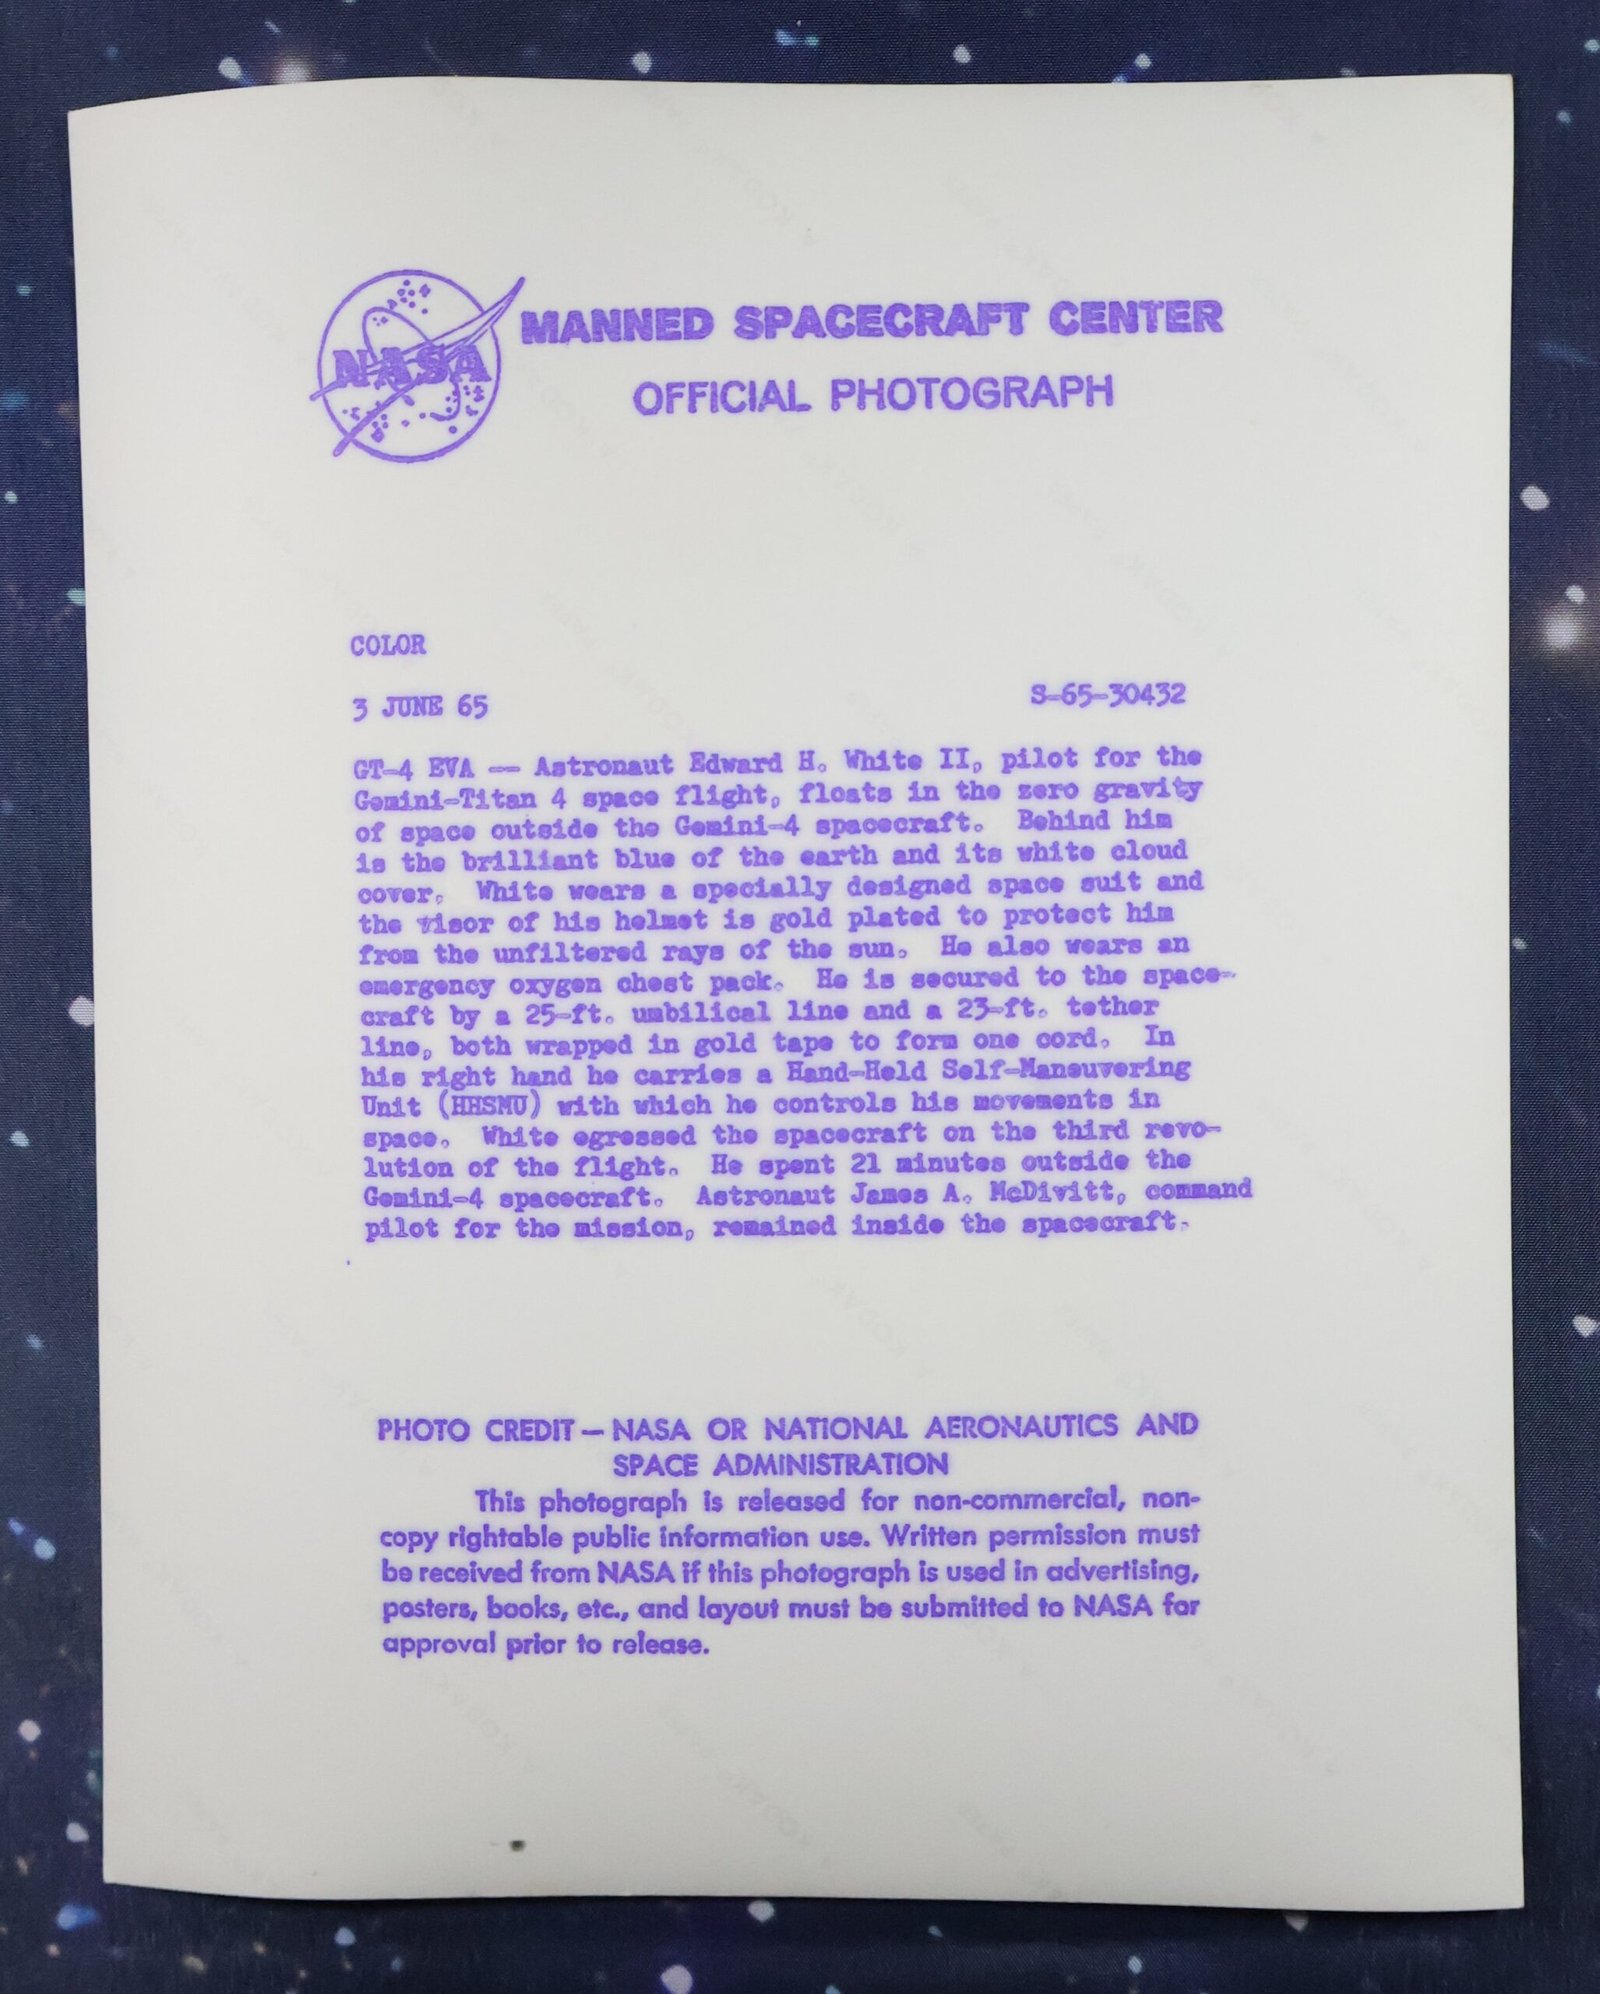 NASA
MANNED SPACECRAFT CENTER
OFFICIAL PHOTOGRAPH
COLOR
3 JUNE 65
S-65-30432
GT-4 EVA -- Astronaut Edward H. White II, pilot for the
Gemini-Titan 4 space flight, floats in the zero gravity
of space outside the Gemini-4 spacecraft. Behind him
is the brilliant blue of the earth and its white cloud
cover. White wears a specially designed space suit and
the visor of his helmet is gold plated to protect him
from the unfiltered rays of the sun. He also wears an
emergency oxygen chest pack. He is secured to the space-
craft by a 25-ft. umbilical line and a 23-ft. tether
line, both wrapped in gold tape to form one cord. In
his right hand he carries a Hand-Held Self-Maneuvering
Unit (HHSMU) with which he controls his movements in
space. White egressed the spacecraft on the third revo-
lution of the flight. He spent 21 minutes outside the
Gemini-4 spacecraft. Astronaut James A. McDivitt, command
pilot for the mission, remained inside the spacecraft.
PHOTO CREDIT — NASA OR NATIONAL AERONAUTICS AND
SPACE ADMINISTRATION
This photograph is released for non-commercial, non-
copy rightable public information use. Written permission must
be received from NASA if this photograph is used in advertising,
posters, books, etc., and layout must be submitted to NASA for
approval prior to release.